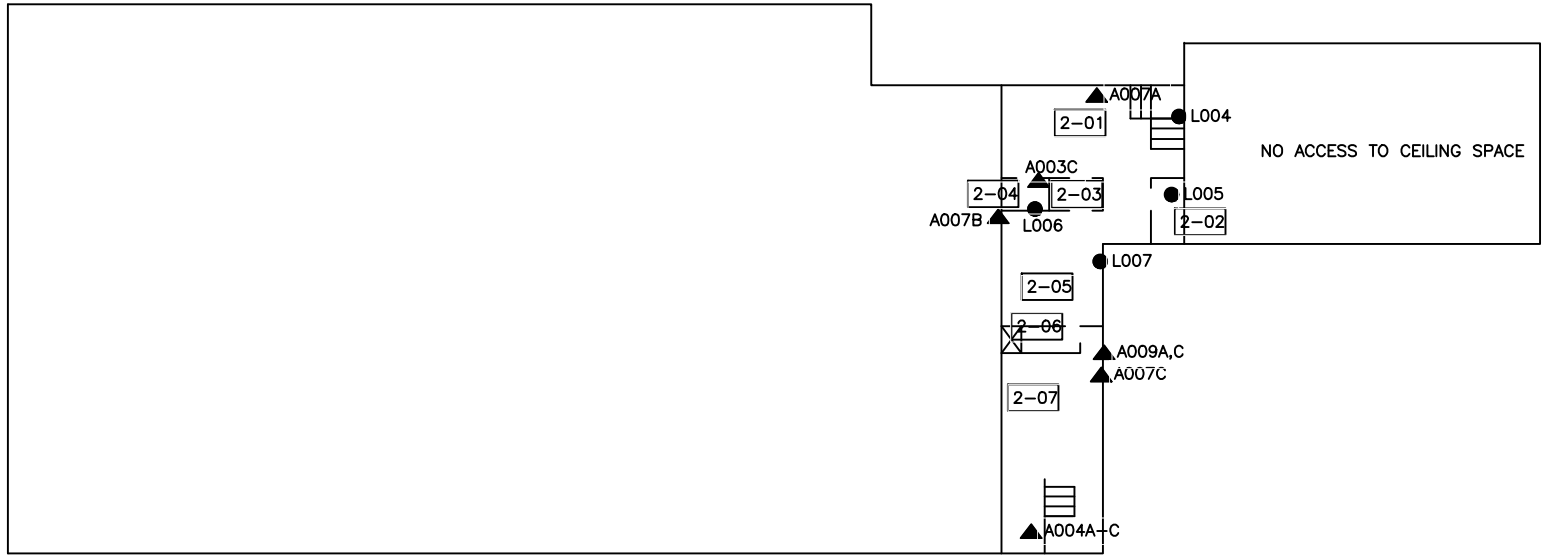 A007A
L004
2-01
NO ACCESS TO CEILING SPACE
A003C
2-04
2-03
L005
A007B
L006
2-02
L007
2-05
2-06
A009A,C
A007C
2-07
A004A-C